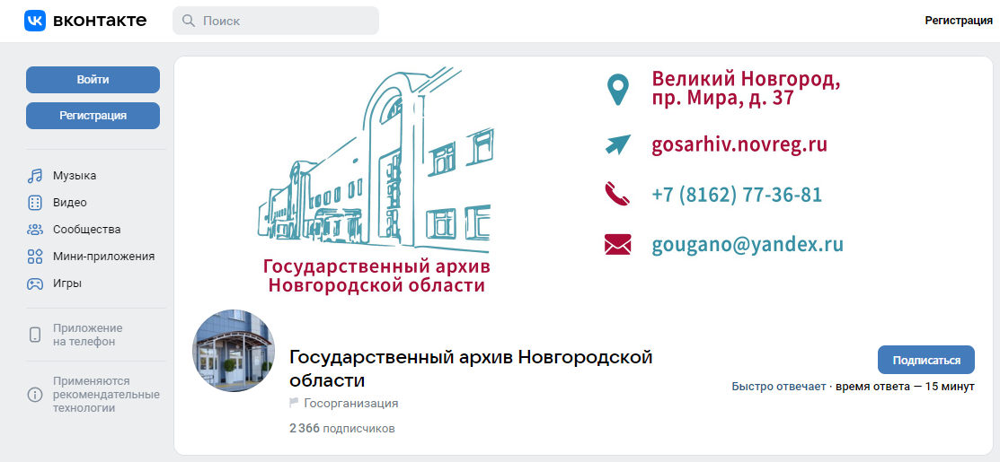 вконтакте
Поиск
Регистрация
Войти
Регистрация
Музыка
Видео
Сообщества
Мини-приложения
Игры
Приложение
на телефон
Применяются
рекомендательные
технологии
Государственный архив
Новгородской области
Великий Новгород,
пр. Мира, д. 37
gosarhiv.novreg.ru
+7 (8162) 77-36-81
gougano@yandex.ru
Государственный архив Новгородской
области
Госорганизация
2 366 подписчиков
Подписаться
Быстро отвечает · время ответа — 15 минут